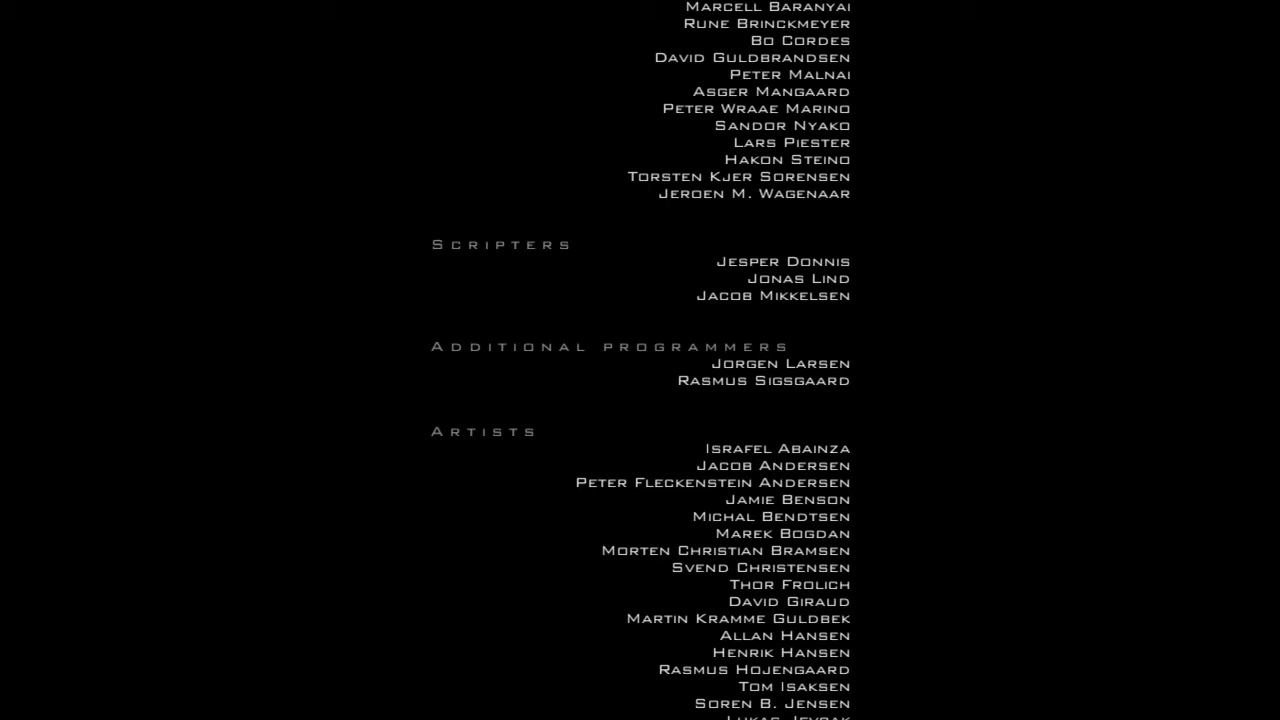 Marcell Baranyai
Rune Brinckmeyer
Bo Cordes
David Guldbrandsen
Peter Malnai
Asger Mangaard
Peter Wraae Marino
Sandor Nyako
Lars Piester
Hakon Steino
Torsten Kjer Sorensen
Jeroen M. Wagenaar
Scripters
Jesper Donnis
Jonas Lind
Jacob Mikkelsen
Additional programmers
Jorgen Larsen
Rasmus Sigsgaard
Artists
Israfel Abainza
Jacob Andersen
Peter Fleckenstein Andersen
Jamie Benson
Michal Bendtsen
Marek Bogdan
Morten Christian Bramsen
Svend Christensen
Thor Frolich
David Giraud
Martin Kramme Guldbek
Allan Hansen
Henrik Hansen
Rasmus Hojengaard
Tom Isaksen
Soren B. Jensen
Lukas